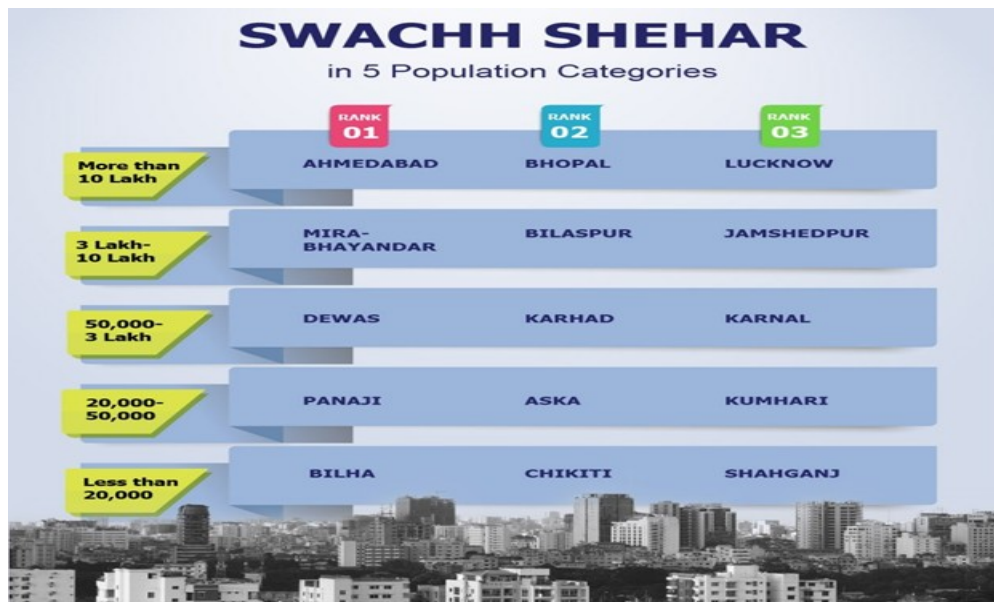 SWACHH SHEHAR
in 5 Population Categories
RANK
01
RANK
02
RANK
03
More than
10 Lakh
AHMEDABAD
BHOPAL
LUCKNOW
3 Lakh-
10 Lakh
MIRA-
BHAYANDAR
BILASPUR
JAMSHEDPUR
50,000-
3 Lakh
DEWAS
KARHAD
KARNAL
20,000-
50,000
PANAJI
ASKA
KUMHARI
Less than
20,000
BILHA
CHIKITI
SHAHGANJ